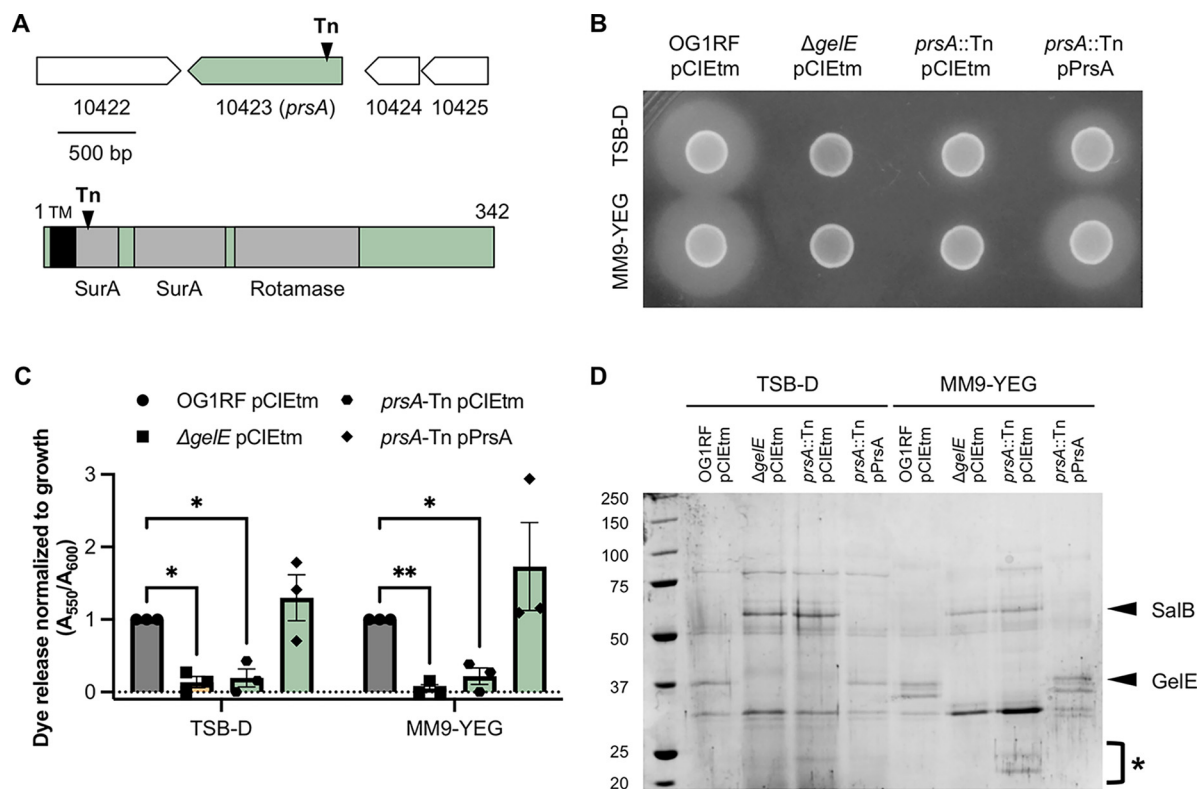 A
Tn
10422
10423 (prsA)
10424
10425
500 bp
Tn
1 TM
342
SurA
SurA
Rotamase
B
OG1RF pCIEtm
ΔgelE pCIEtm
prsA::Tn pCIEtm
prsA::Tn pPrsA
TSB-D
MM9-YEG
C
OG1RF pCIEtm
prsA-Tn pCIEtm
ΔgelE pCIEtm
prsA-Tn pPrsA
Dye release normalized to growth
(A550/A600)
3
2
1
0
*
*
*
**
TSB-D
MM9-YEG
D
TSB-D
MM9-YEG
OG1RF pCIEtm
ΔgelE pCIEtm
prsA::Tn pCIEtm
prsA::Tn pPrsA
OG1RF pCIEtm
ΔgelE pCIEtm
prsA::Tn pCIEtm
prsA::Tn pPrsA
250
150
100
75
50
37
25
20
SalB
GelE
*